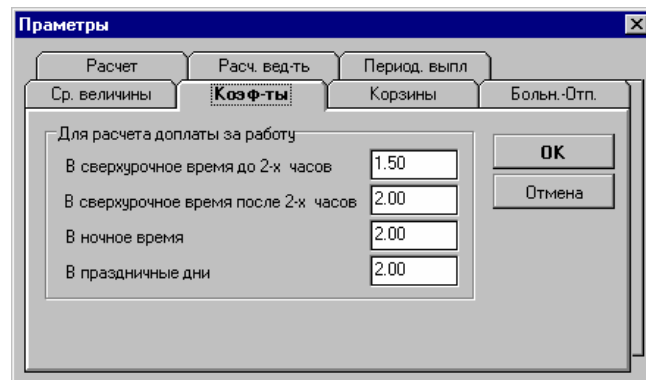 Праметры
Расчет Расч. вед-ть Период. выпл
Ср. величины Коэф-ты Корзины Больн.-Отп.
Для расчета доплаты за работу
В сверхурочное время до 2-х часов 1.50
В сверхурочное время после 2-х часов 2.00
В ночное время 2.00
В праздничные дни 2.00
OK
Отмена